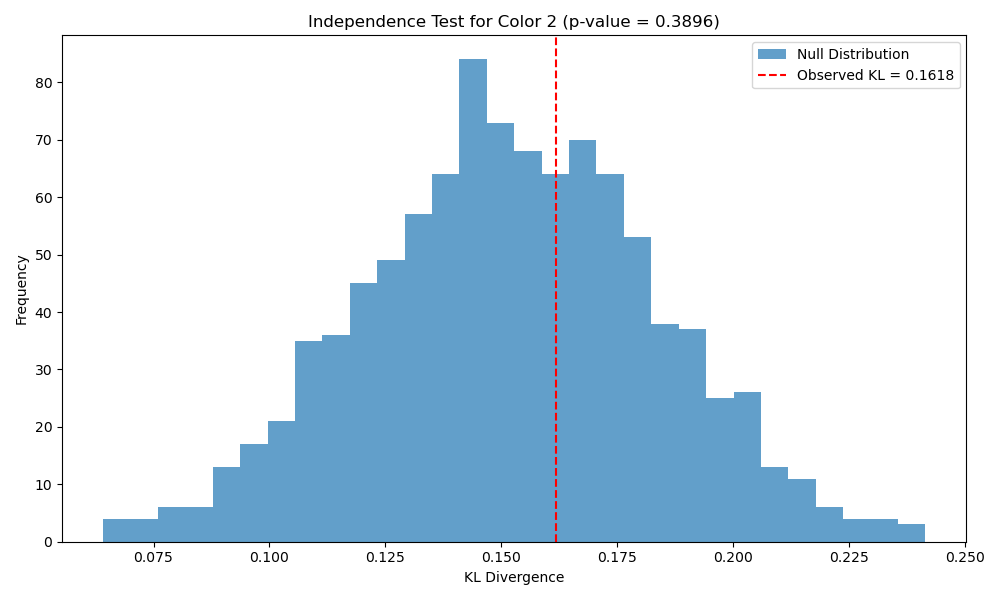 Independence Test for Color 2 (p-value = 0.3896)
Null Distribution
Observed KL = 0.1618
Frequency
80
70
60
50
40
30
20
10
0
0.075 0.100 0.125 0.150 0.175 0.200 0.225 0.250
KL Divergence